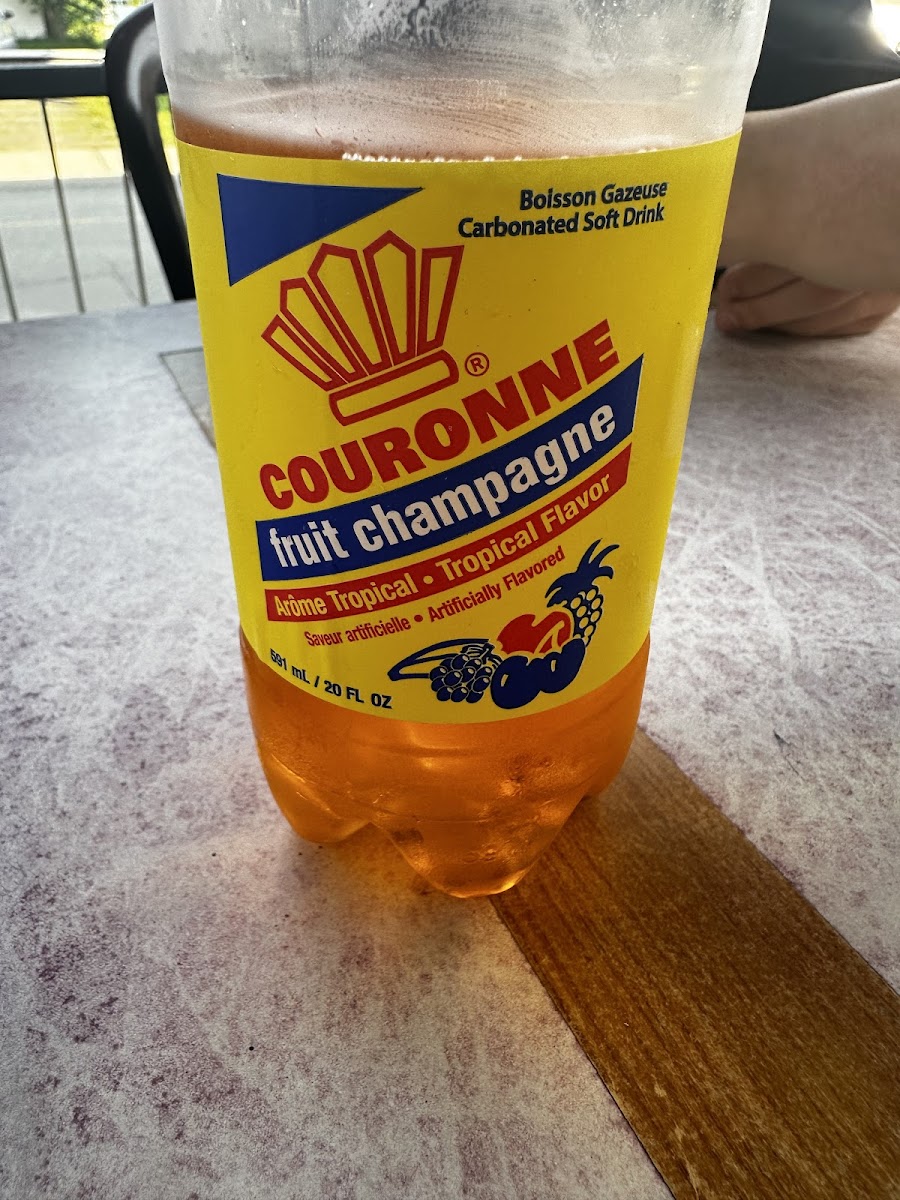 Boisson Gazeuse
Carbonated Soft Drink
®
COURONNE
fruit champagne
Arôme Tropical • Tropical Flavor
Saveur artificielle • Artificially Flavored
591 mL / 20 FL OZ